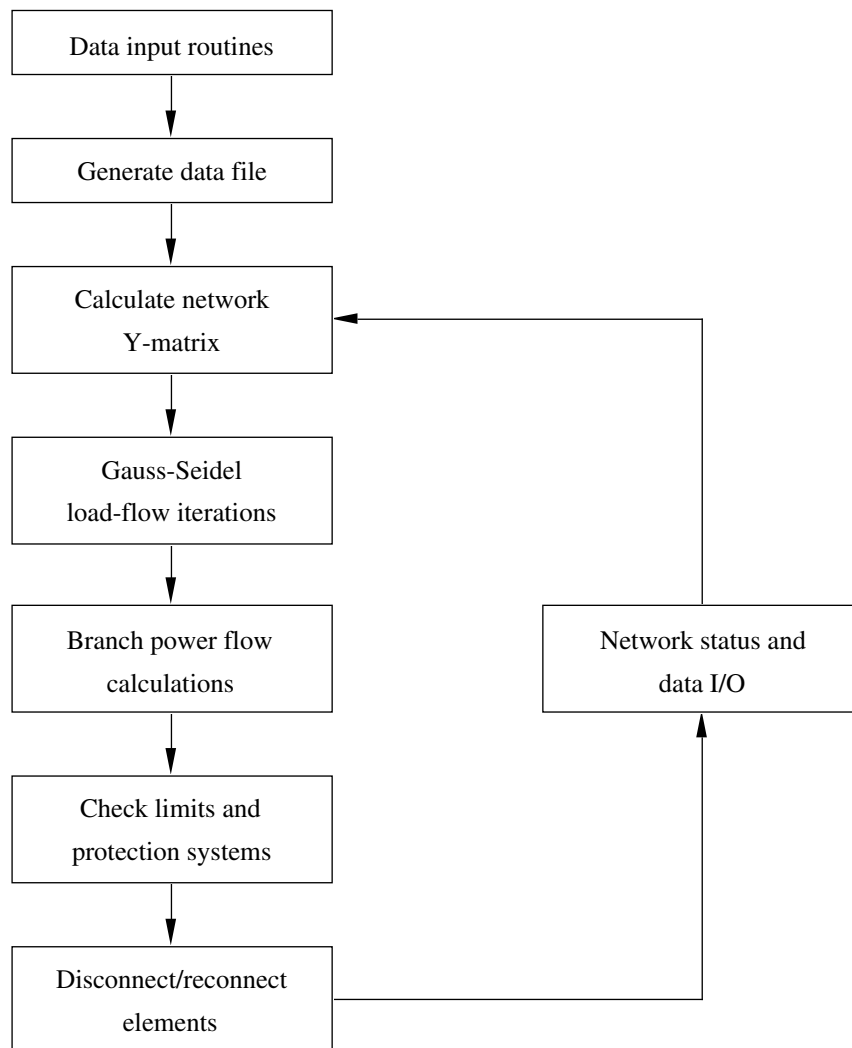 Data input routines
Generate data file
Calculate network
Y-matrix
Gauss-Seidel
load-flow iterations
Branch power flow
calculations
Network status and
data I/O
Check limits and
protection systems
Disconnect/reconnect
elements